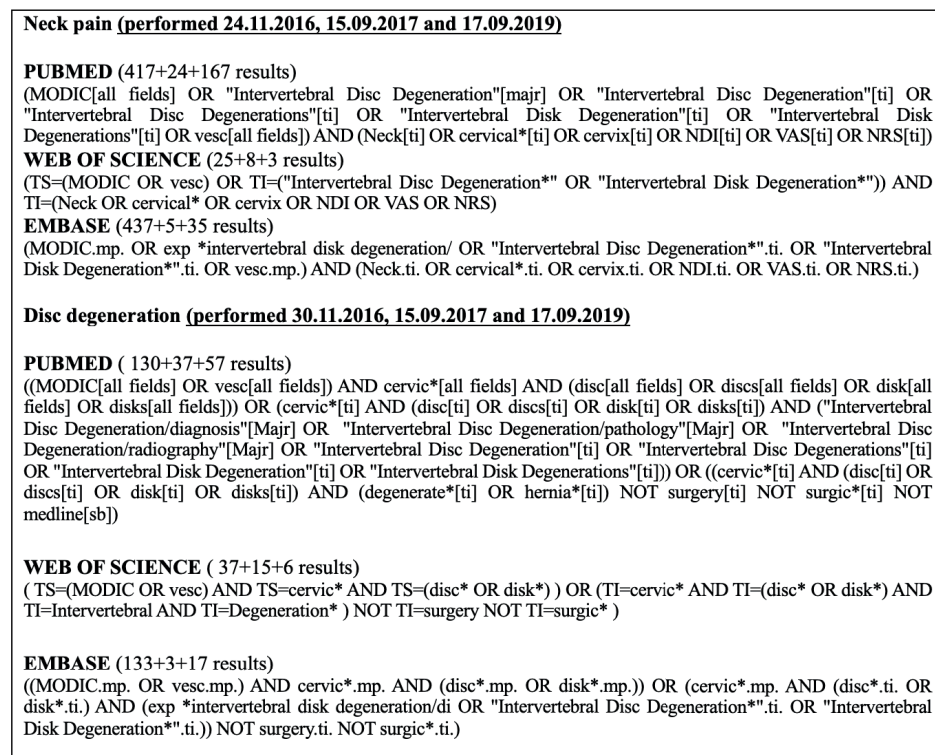 Neck pain (performed 24.11.2016, 15.09.2017 and 17.09.2019)
PUBMED (417+24+167 results)
(MODIC[all fields] OR "Intervertebral Disc Degeneration"[majr] OR "Intervertebral Disc Degeneration"[ti] OR
"Intervertebral Disc Degenerations"[ti] OR "Intervertebral Disk Degeneration"[ti] OR "Intervertebral Disk
Degenerations"[ti] OR vesc[all fields]) AND (Neck[ti] OR cervical*[ti] OR cervix[ti] OR NDI[ti] OR VAS[ti] OR NRS[ti])
WEB OF SCIENCE (25+8+3 results)
(TS=(MODIC OR vesc) OR TI=("Intervertebral Disc Degeneration*" OR "Intervertebral Disk Degeneration*")) AND
TI=(Neck OR cervical* OR cervix OR NDI OR VAS OR NRS)
EMBASE (437+5+35 results)
(MODIC.mp. OR exp *intervertebral disk degeneration/ OR "Intervertebral Disc Degeneration*".ti. OR "Intervertebral
Disk Degeneration*".ti. OR vesc.mp.) AND (Neck.ti. OR cervical*.ti. OR cervix.ti. OR NDI.ti. OR VAS.ti. OR NRS.ti.)
Disc degeneration (performed 30.11.2016, 15.09.2017 and 17.09.2019)
PUBMED ( 130+37+57 results)
((MODIC[all fields] OR vesc[all fields]) AND cervic*[all fields] AND (disc[all fields] OR discs[all fields] OR disk[all
fields] OR disks[all fields])) OR (cervic*[ti] AND (disc[ti] OR discs[ti] OR disk[ti] OR disks[ti]) AND ("Intervertebral
Disc Degeneration/diagnosis"[Majr] OR "Intervertebral Disc Degeneration/pathology"[Majr] OR "Intervertebral Disc
Degeneration/radiography"[Majr] OR "Intervertebral Disc Degeneration"[ti] OR "Intervertebral Disc Degenerations"[ti]
OR "Intervertebral Disk Degeneration"[ti] OR "Intervertebral Disk Degenerations"[ti])) OR ((cervic*[ti] AND (disc[ti] OR
discs[ti] OR disk[ti] OR disks[ti]) AND (degenerate*[ti] OR hernia*[ti]) NOT surgery[ti] NOT surgic*[ti] NOT
medline[sb])
WEB OF SCIENCE ( 37+15+6 results)
( TS=(MODIC OR vesc) AND TS=cervic* AND TS=(disc* OR disk*) ) OR (TI=cervic* AND TI=(disc* OR disk*) AND
TI=Intervertebral AND TI=Degeneration* ) NOT TI=surgery NOT TI=surgic* )
EMBASE (133+3+17 results)
((MODIC.mp. OR vesc.mp.) AND cervic*.mp. AND (disc*.mp. OR disk*.mp.)) OR (cervic*.mp. AND (disc*.ti. OR
disk*.ti.) AND (exp *intervertebral disk degeneration/di OR "Intervertebral Disc Degeneration*".ti. OR "Intervertebral
Disk Degeneration*".ti.)) NOT surgery.ti. NOT surgic*.ti.)